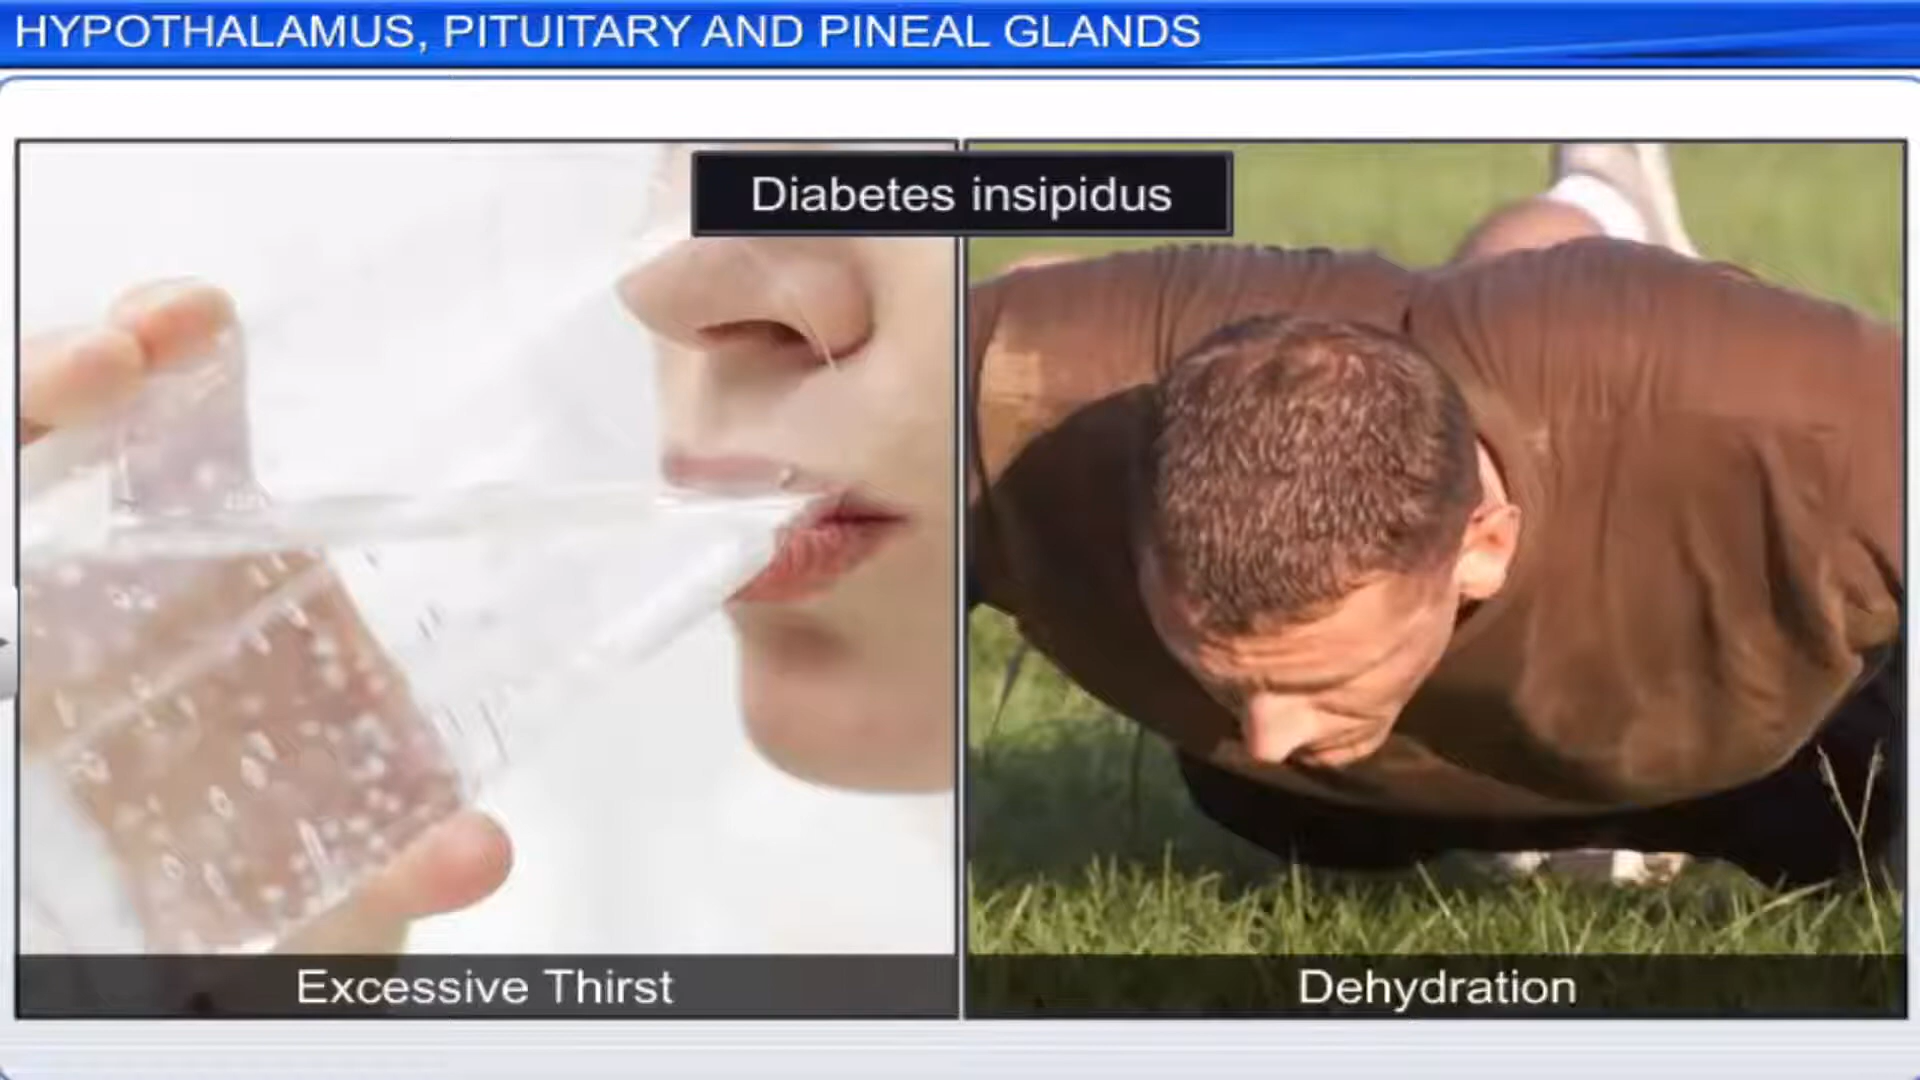 HYPOTHALAMUS, PITUITARY AND PINEAL GLANDS
Diabetes insipidus
Excessive Thirst
Dehydration